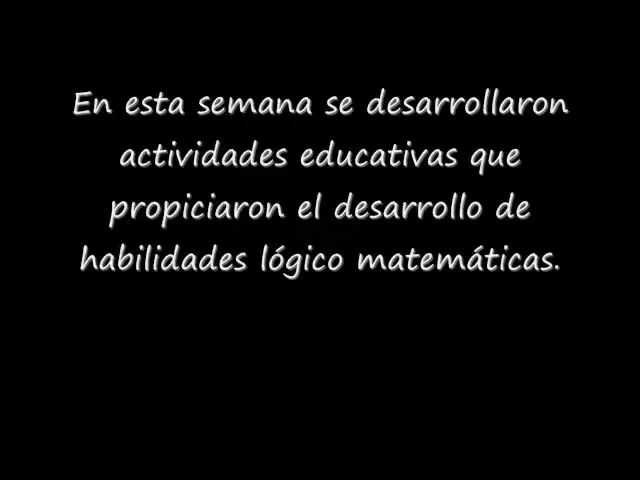 En esta semana se desarrollaron
actividades educativas que
propiciaron el desarrollo de
habilidades lógico matemáticas.